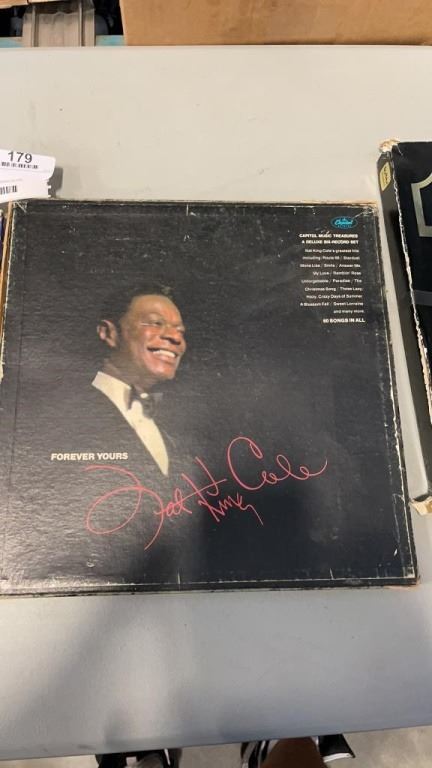 179
Capitol
CAPITOL MUSIC TREASURES
A DELUXE SIX-RECORD SET
Nat King Cole's greatest hits
including: Route 66 / Stardust
Mona Lisa / Smile / Answer Me,
My Love / Ramblin' Rose
Unforgettable / Paradise / The
Christmas Song / Those Lazy,
Hazy, Crazy Days of Summer
A Blossom Fell / Sweet Lorraine
and many more
60 SONGS IN ALL
FOREVER YOURS
Nat King Cole